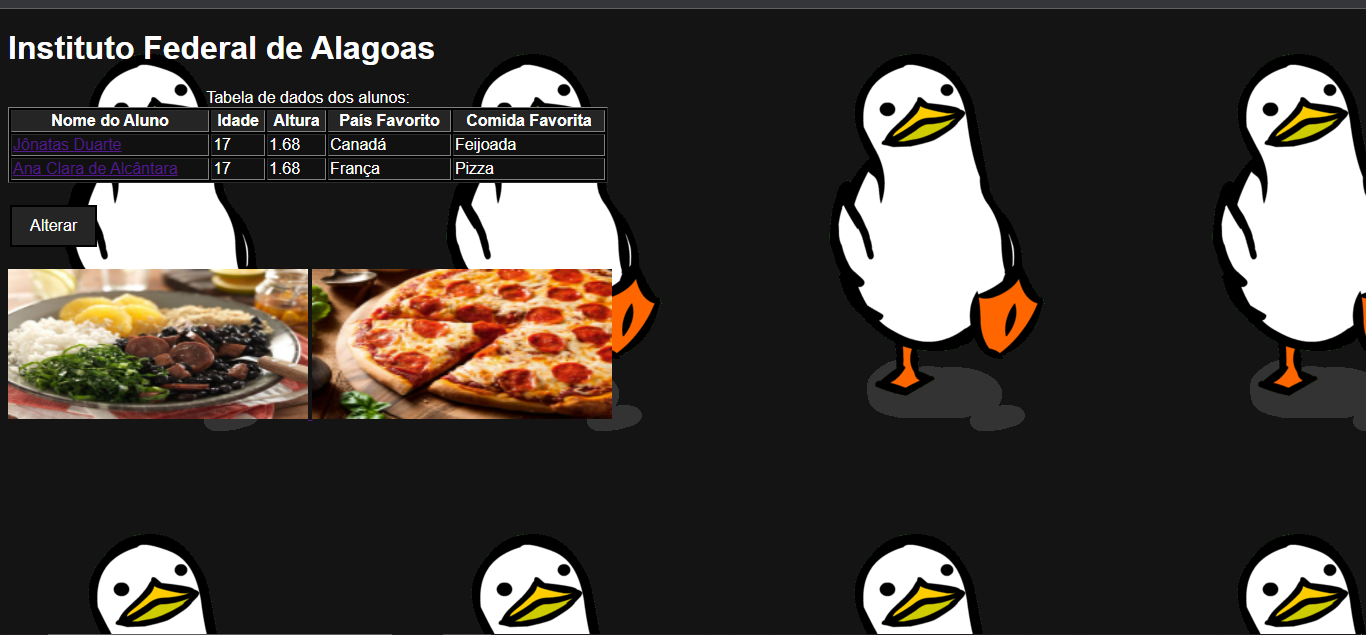 Instituto Federal de Alagoas
Tabela de dados dos alunos:
Nome do Aluno Idade Altura País Favorito Comida Favorita
Jônatas Duarte 17 1.68 Canadá Feijoada
Ana Clara de Alcântara 17 1.68 França Pizza
Alterar